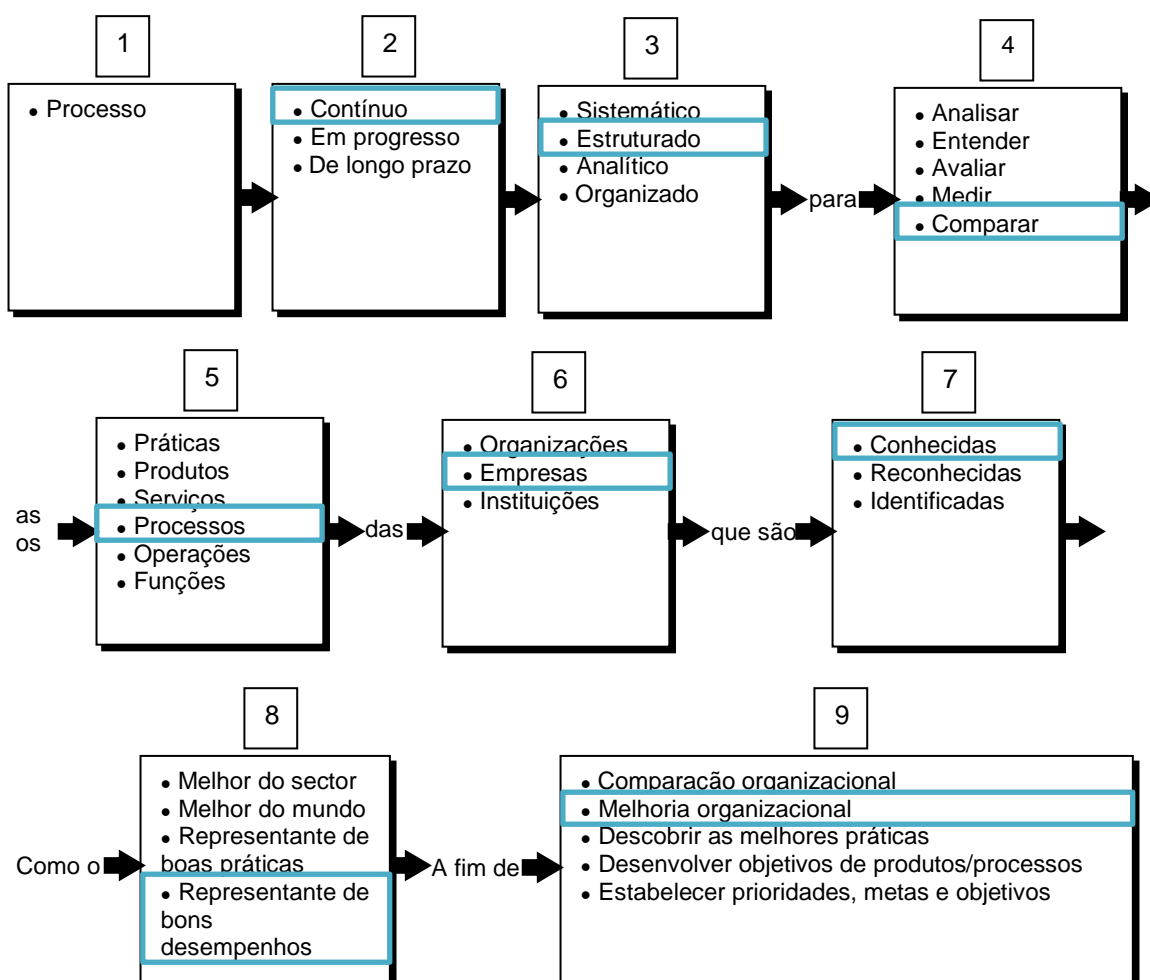 1
2
3
4
• Processo
• Contínuo
• Em progresso
• De longo prazo
• Sistemático
• Estruturado
• Analítico
• Organizado
para
• Analisar
• Entender
• Avaliar
• Medir
• Comparar
5
6
7
as
os
• Práticas
• Produtos
• Serviços
• Processos
• Operações
• Funções
das
• Organizações
• Empresas
• Instituições
que são
• Conhecidas
• Reconhecidas
• Identificadas
8
9
Como o
• Melhor do sector
• Melhor do mundo
• Representante de
boas práticas
• Representante de
bons
desempenhos
A fim de
• Comparação organizacional
• Melhoria organizacional
• Descobrir as melhores práticas
• Desenvolver objetivos de produtos/processos
• Estabelecer prioridades, metas e objetivos